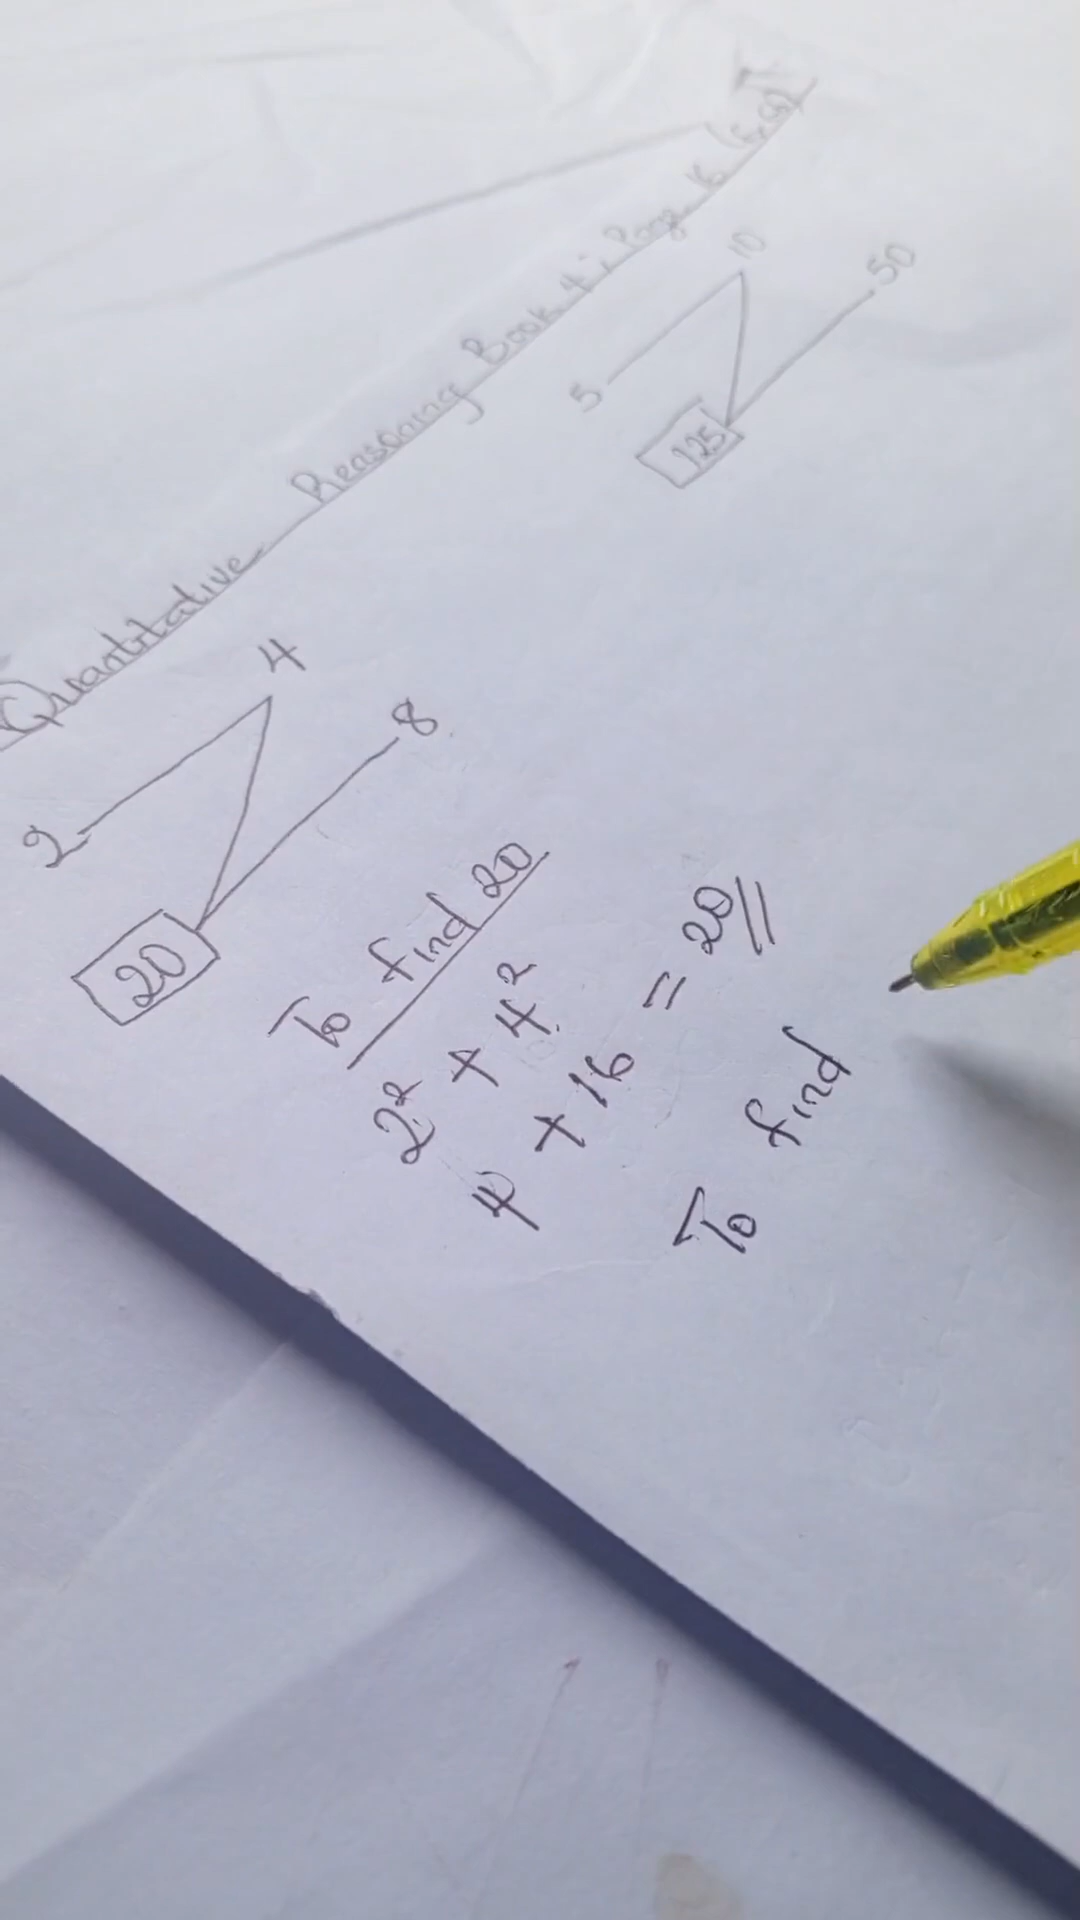 Quantitative Reasoning Book 4; Page 16
4
2
8
20
10
5
50
125
To find 20
2² + 4²
4 + 16 = 20
To find